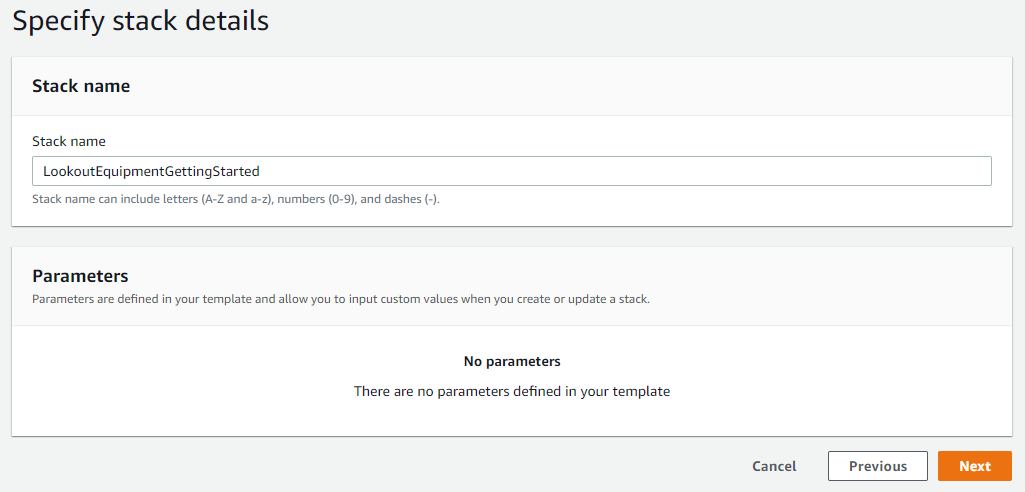 Specify stack details
Stack name
Stack name
LookoutEquipmentGettingStarted
Stack name can include letters (A-Z and a-z), numbers (0-9), and dashes (-).
Parameters
Parameters are defined in your template and allow you to input custom values when you create or update a stack.
No parameters
There are no parameters defined in your template
Cancel Previous Next